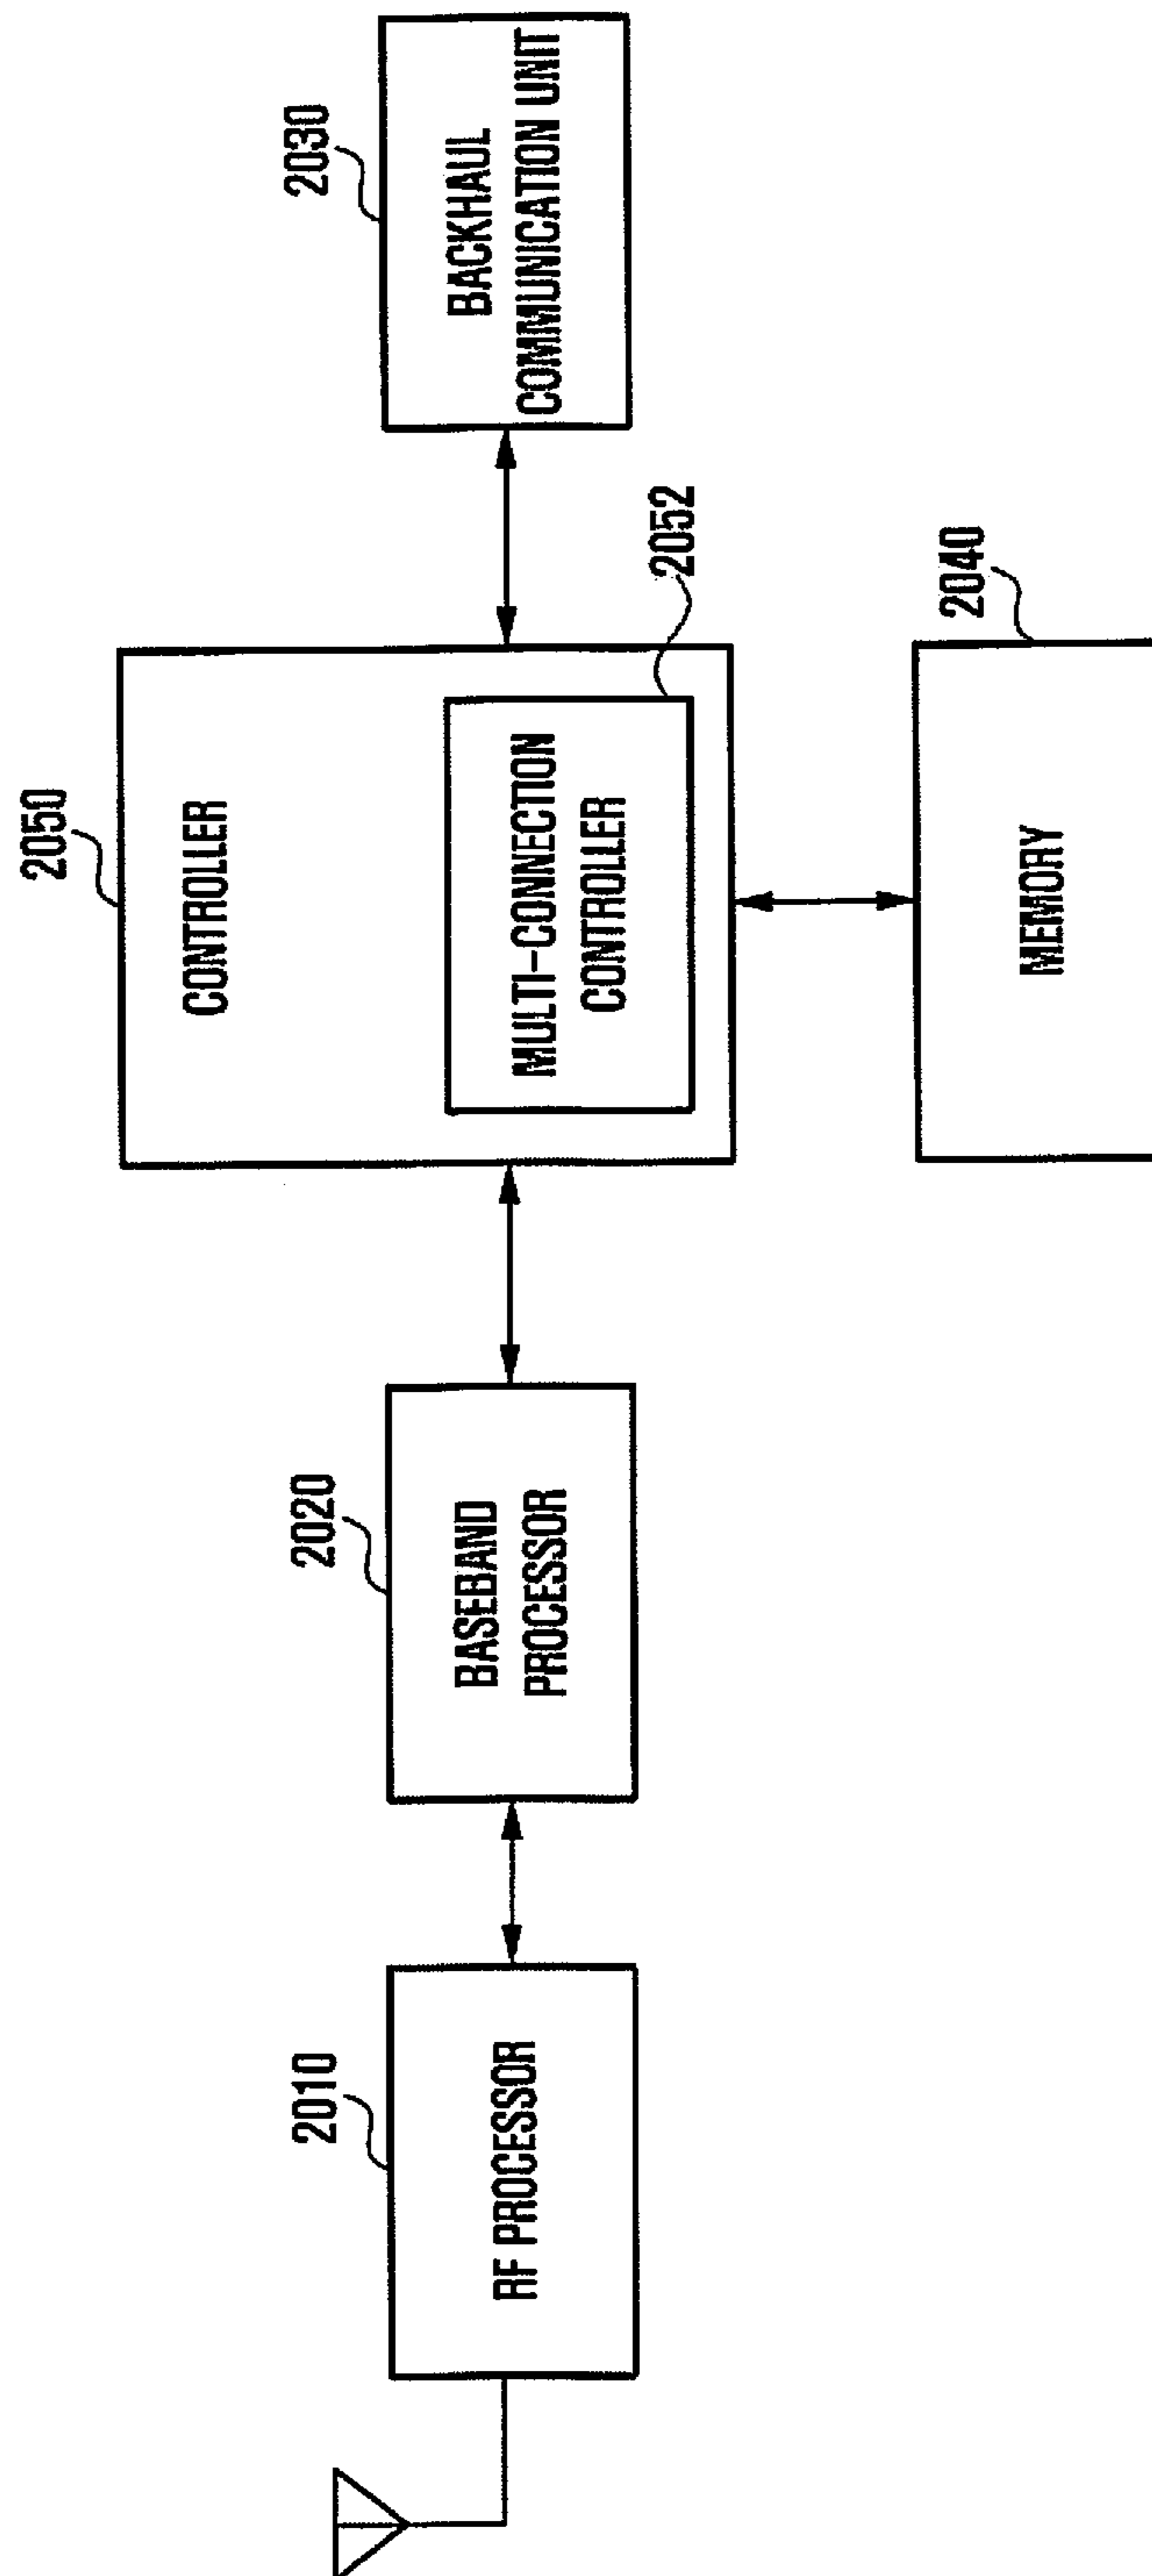 2010
RF PROCESSOR
2020
BASEBAND
PROCESSOR
2050
CONTROLLER
MULTI-CONNECTION
CONTROLLER
2052
2030
BACKHAUL
COMMUNICATION UNIT
2040
MEMORY